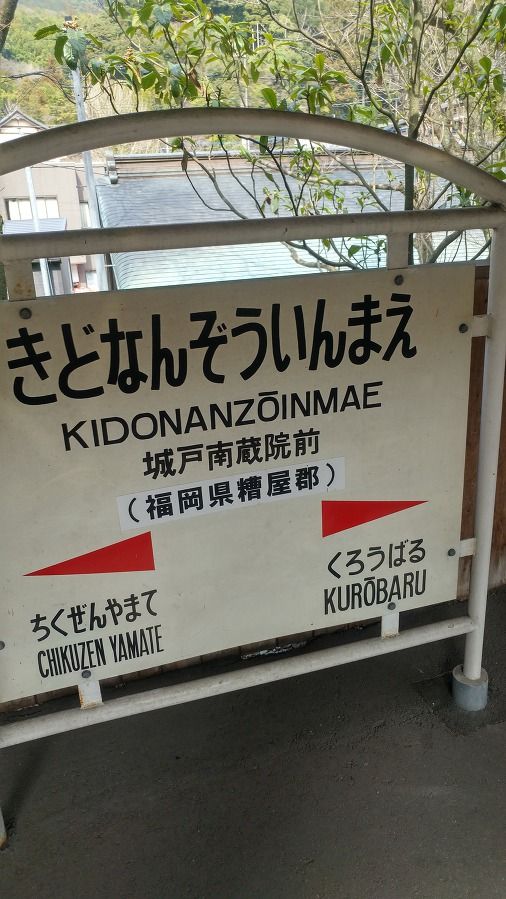 きどなんぞういんまえ
KIDONANZŌINMAE
城戸南蔵院前
（福岡県糟屋郡）
くろうばる
KURŌBARU
ちくぜんやまて
CHIKUZEN YAMATE